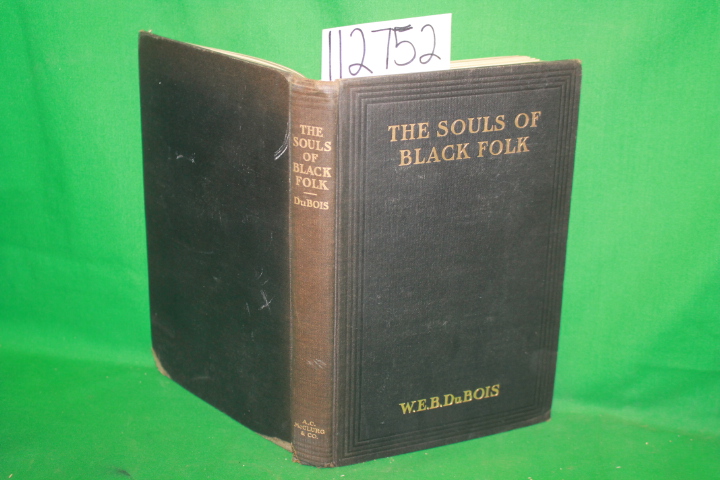 112752
THE
SOULS
OF
BLACK
FOLK
DuBOIS
A.C.
McCLURG
& CO.
THE SOULS OF
BLACK FOLK
W.E.B.DuBOIS